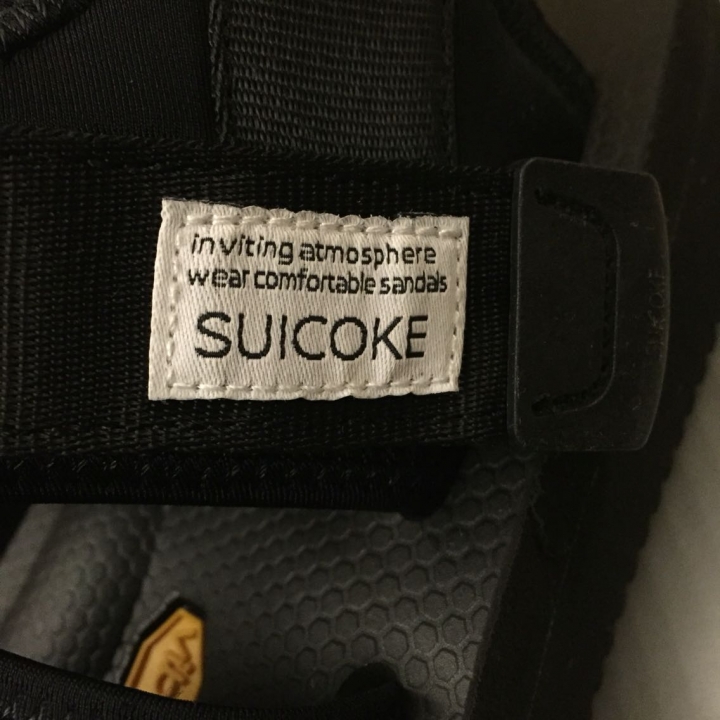 inviting atmosphere
wear comfortable sandals
SUICOKE